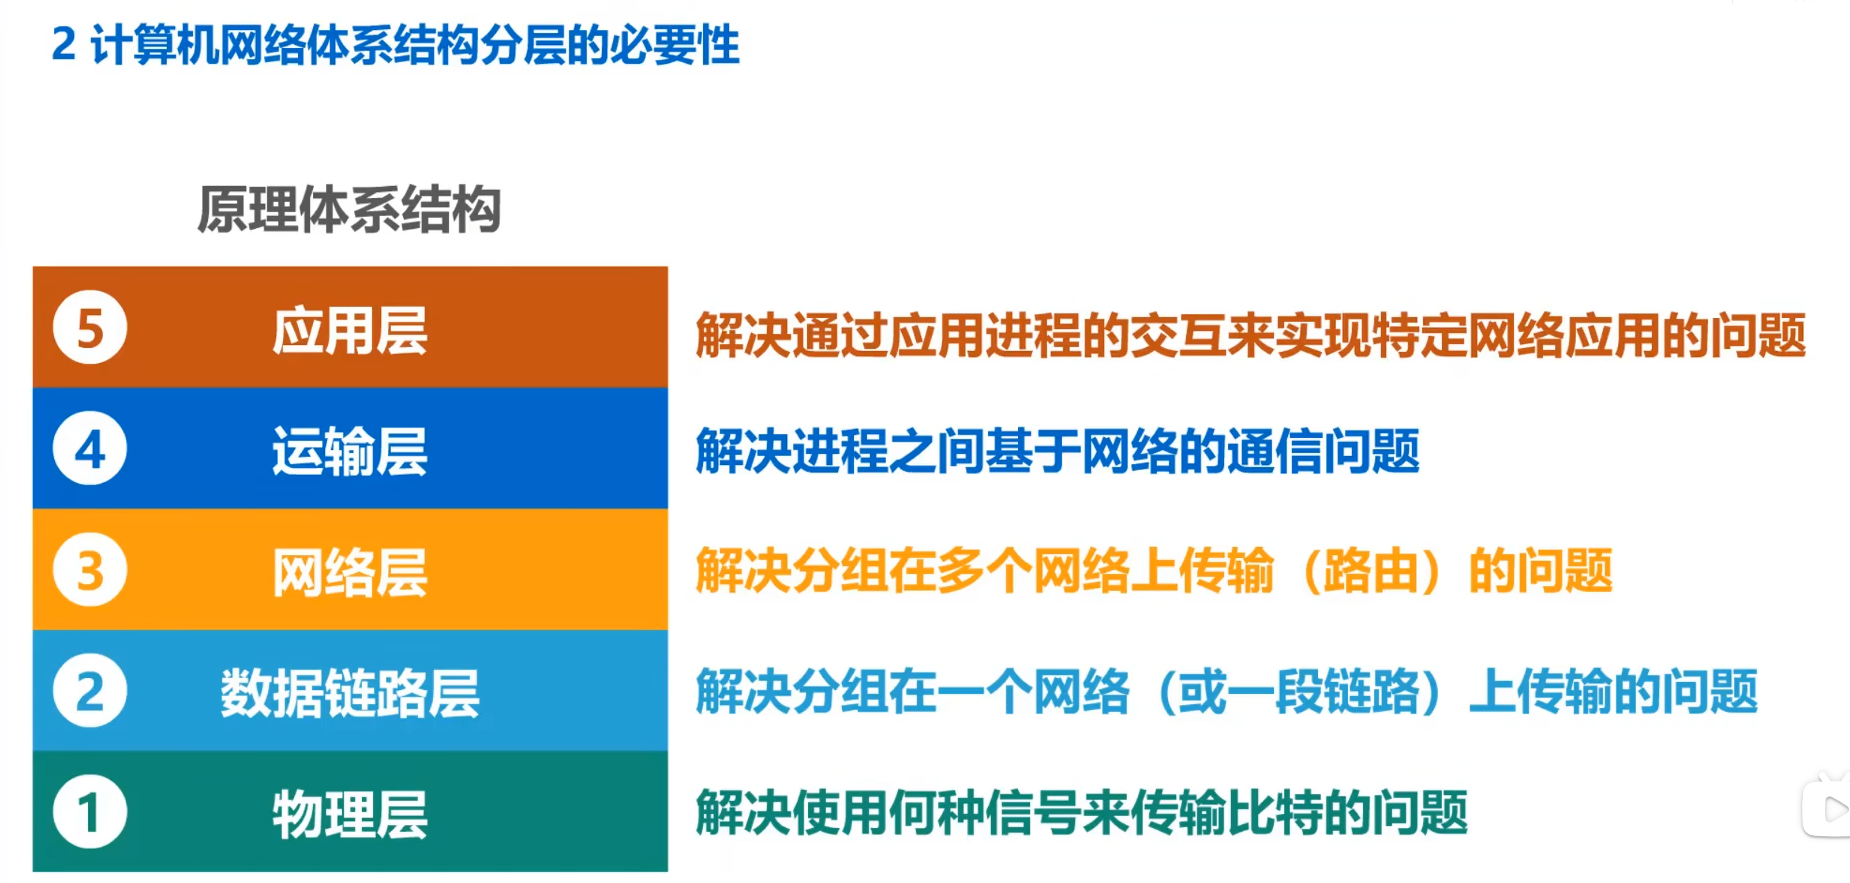 2 计算机网络体系结构分层的必要性
原理体系结构
5 应用层 解决通过应用进程的交互来实现特定网络应用的问题
4 运输层 解决进程之间基于网络的通信问题
3 网络层 解决分组在多个网络上传输（路由）的问题
2 数据链路层 解决分组在一个网络（或一段链路）上传输的问题
1 物理层 解决使用何种信号来传输比特的问题